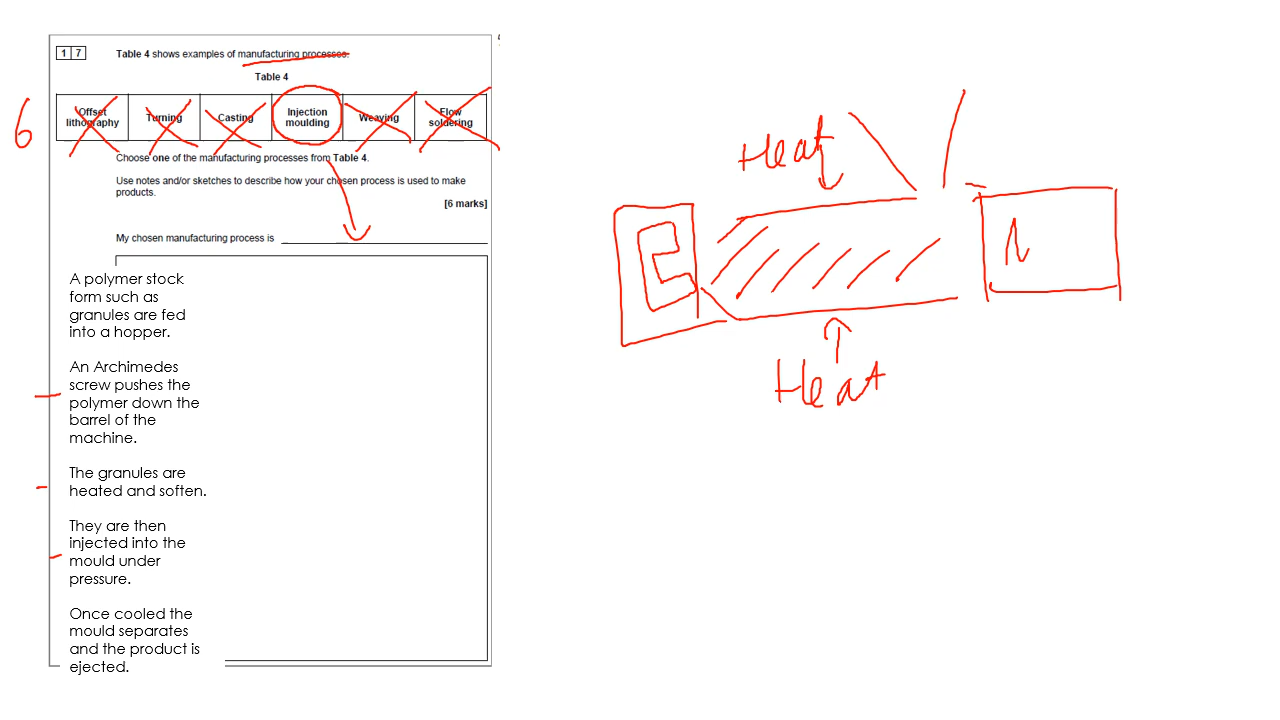 1 7 Table 4 shows examples of manufacturing processes.
Table 4
6
Offset lithography Turning Casting Injection moulding Weaving Flow soldering
Choose one of the manufacturing processes from Table 4.
Use notes and/or sketches to describe how your chosen process is used to make
products.
[6 marks]
My chosen manufacturing process is
A polymer stock
form such as
granules are fed
into a hopper.
An Archimedes
screw pushes the
polymer down the
barrel of the
machine.
The granules are
heated and soften.
They are then
injected into the
mould under
pressure.
Once cooled the
mould separates
and the product is
ejected.
Heat
Heat